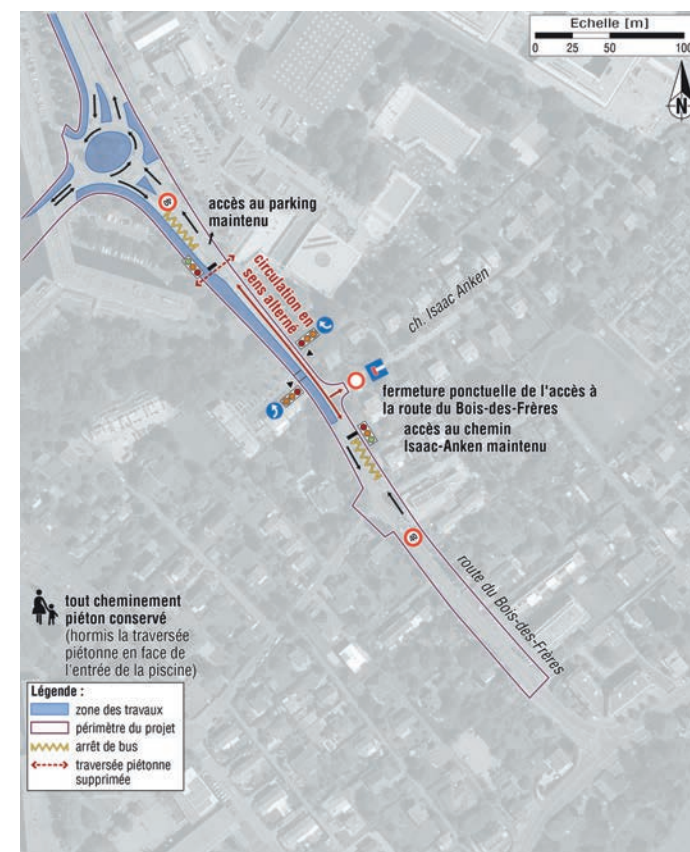 Echelle [m]
0 25 50 100
N
accès au parking
maintenu
circulation en
sens alterné
ch. Isaac Anken
fermeture ponctuelle de l'accès à
la route du Bois-des-Frères
accès au chemin
Isaac-Anken maintenu
route du Bois-des-Frères
tout cheminement
piéton conservé
(hormis la traversée
piétonne en face de
l'entrée de la piscine)
Légende :
zone des travaux
périmètre du projet
arrêt de bus
traversée piétonne
supprimée